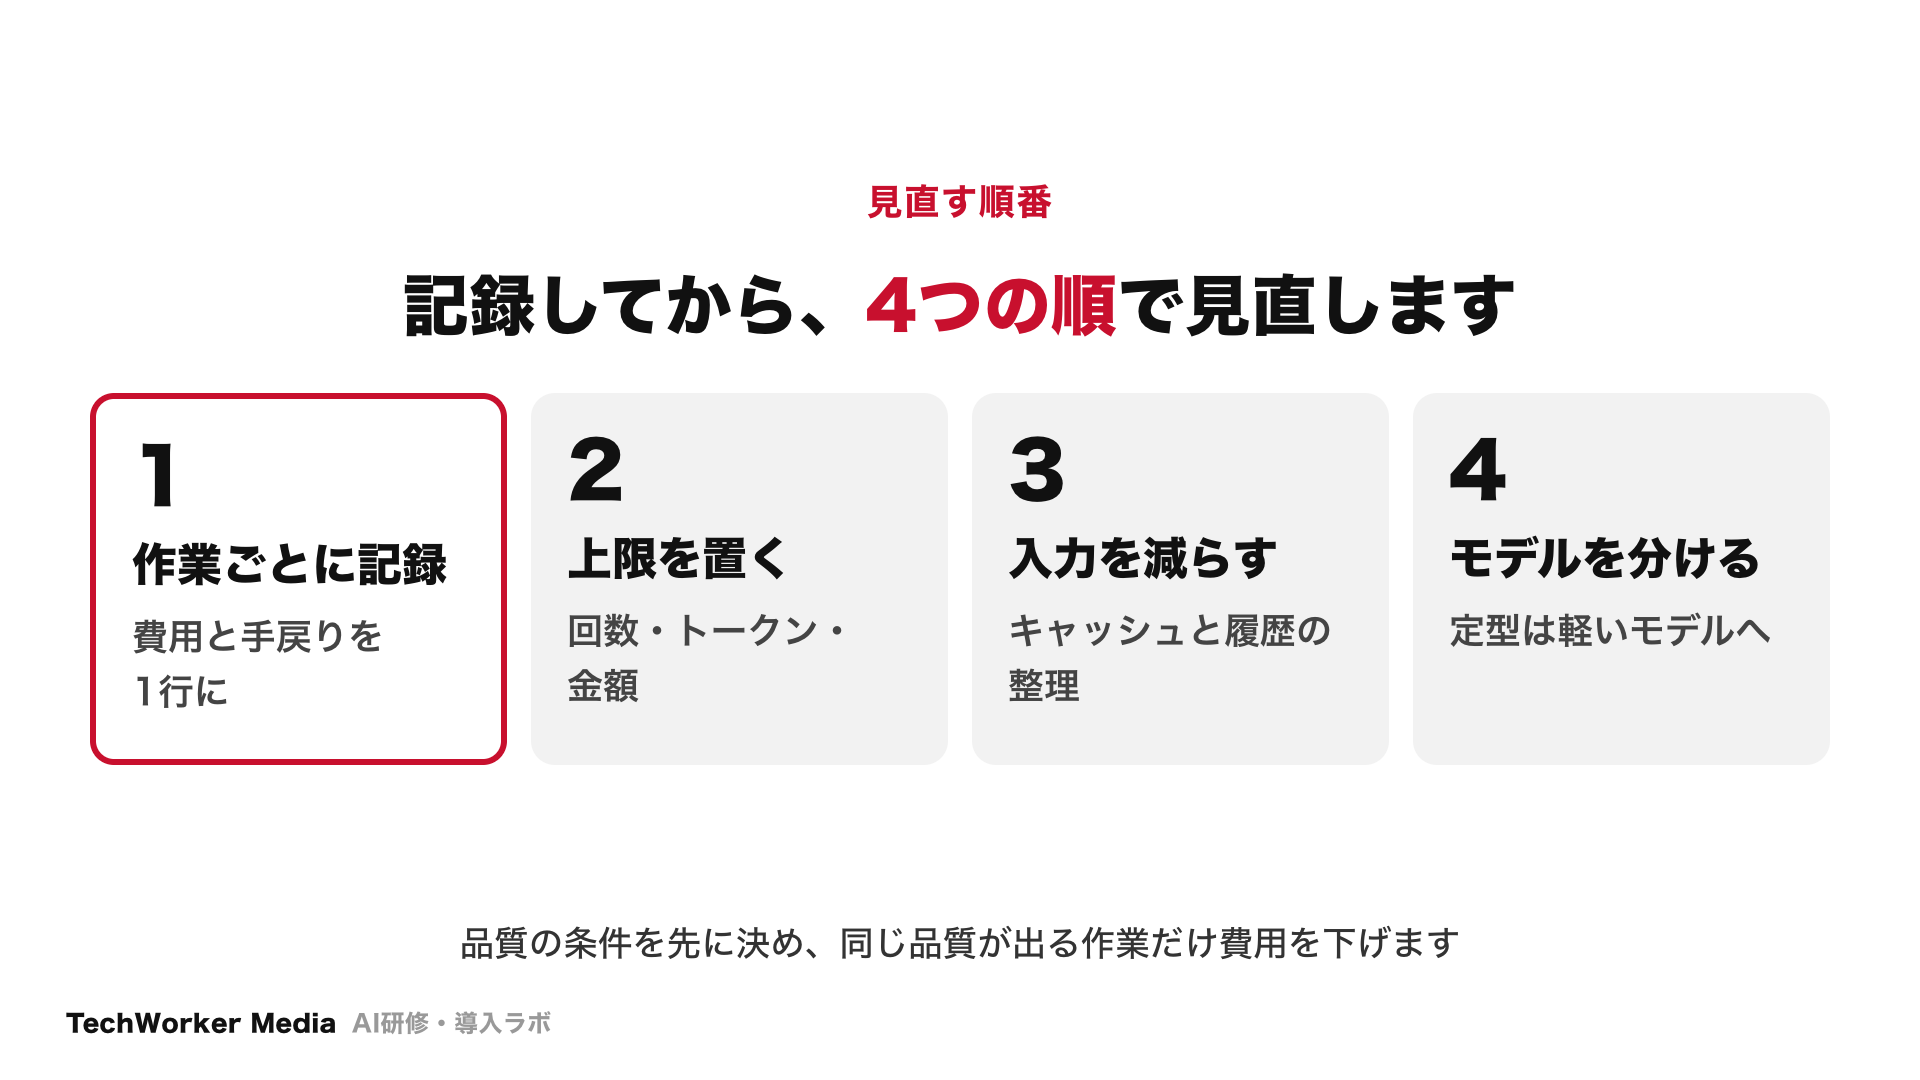 見直す順番
記録してから、4つの順で見直します
1
作業ごとに記録
費用と手戻りを
1行に
2
上限を置く
回数・トークン・
金額
3
入力を減らす
キャッシュと履歴の
整理
4
モデルを分ける
定型は軽いモデルへ
品質の条件を先に決め、同じ品質が出る作業だけ費用を下げます
TechWorker Media AI研修・導入ラボ